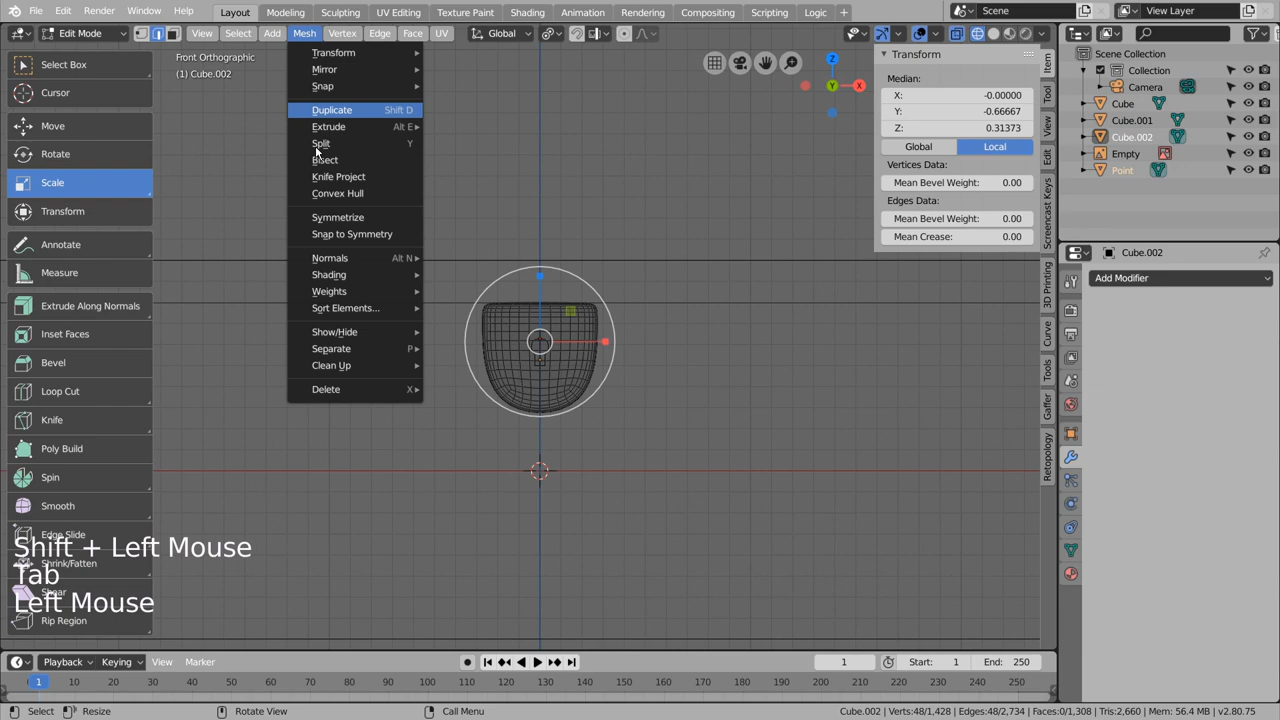 File Edit Render Window Help Layout Modeling Sculpting UV Editing Texture Paint Shading Animation Rendering Compositing Scripting Logic Scene View Layer
Edit Mode View Select Add Mesh Vertex Edge Face UV Global
Select Box
Cursor
Move
Rotate
Scale
Transform
Annotate
Measure
Extrude Along Normals
Inset Faces
Bevel
Loop Cut
Knife
Poly Build
Spin
Smooth
Edge Slide
Shrink/Fatten
Shear
Rip Region
Front Orthographic
(1) Cube.002
Shift + Left Mouse
Tab
Left Mouse
Transform
Mirror
Snap
Duplicate Shift D
Extrude Alt E
Split Y
Bisect
Knife Project
Convex Hull
Symmetrize
Snap to Symmetry
Normals Alt N
Shading
Weights
Sort Elements...
Show/Hide
Separate P
Clean Up
Delete X
Z
X
Y
Transform
Median:
X: -0.00000
Y: -0.66667
Z: 0.31373
Global Local
Vertices Data:
Mean Bevel Weight: 0.00
Edges Data:
Mean Bevel Weight: 0.00
Mean Crease: 0.00
Item
Tool
View
Edit
Screencast Keys
3D Printing
Curve
Tools
Gaffer
Retopology
Scene Collection
Collection
Camera
Cube
Cube.001
Cube.002
Empty
Point
Cube.002
Add Modifier
Playback Keying View Marker 1 Start: 1 End: 250
1 10 20 30 40 50 60 70 80 90 100 110 120 130 140 150 160 170 180 190 200 210 220 230 240 250
Select Resize Rotate View Call Menu Cube.002 | Verts:48/1,428 | Edges:48/2,734 | Faces:0/1,308 | Tris:2,660 | Mem: 56.4 MB | v2.80.75